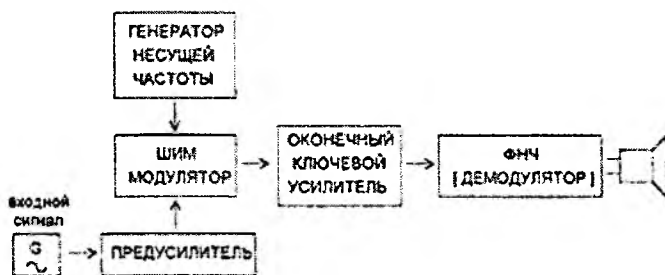 ГЕНЕРАТОР
НЕСУЩЕЙ
ЧАСТОТЫ
ШИМ
МОДУЛЯТОР
ОКОНЕЧНЫЙ
КЛЮЧЕВОЙ
УСИЛИТЕЛЬ
ФНЧ
[ ДЕМОДУЛЯТОР ]
ВХОДНОЙ
СИГНАЛ
G
~
ПРЕДУСИЛИТЕЛЬ